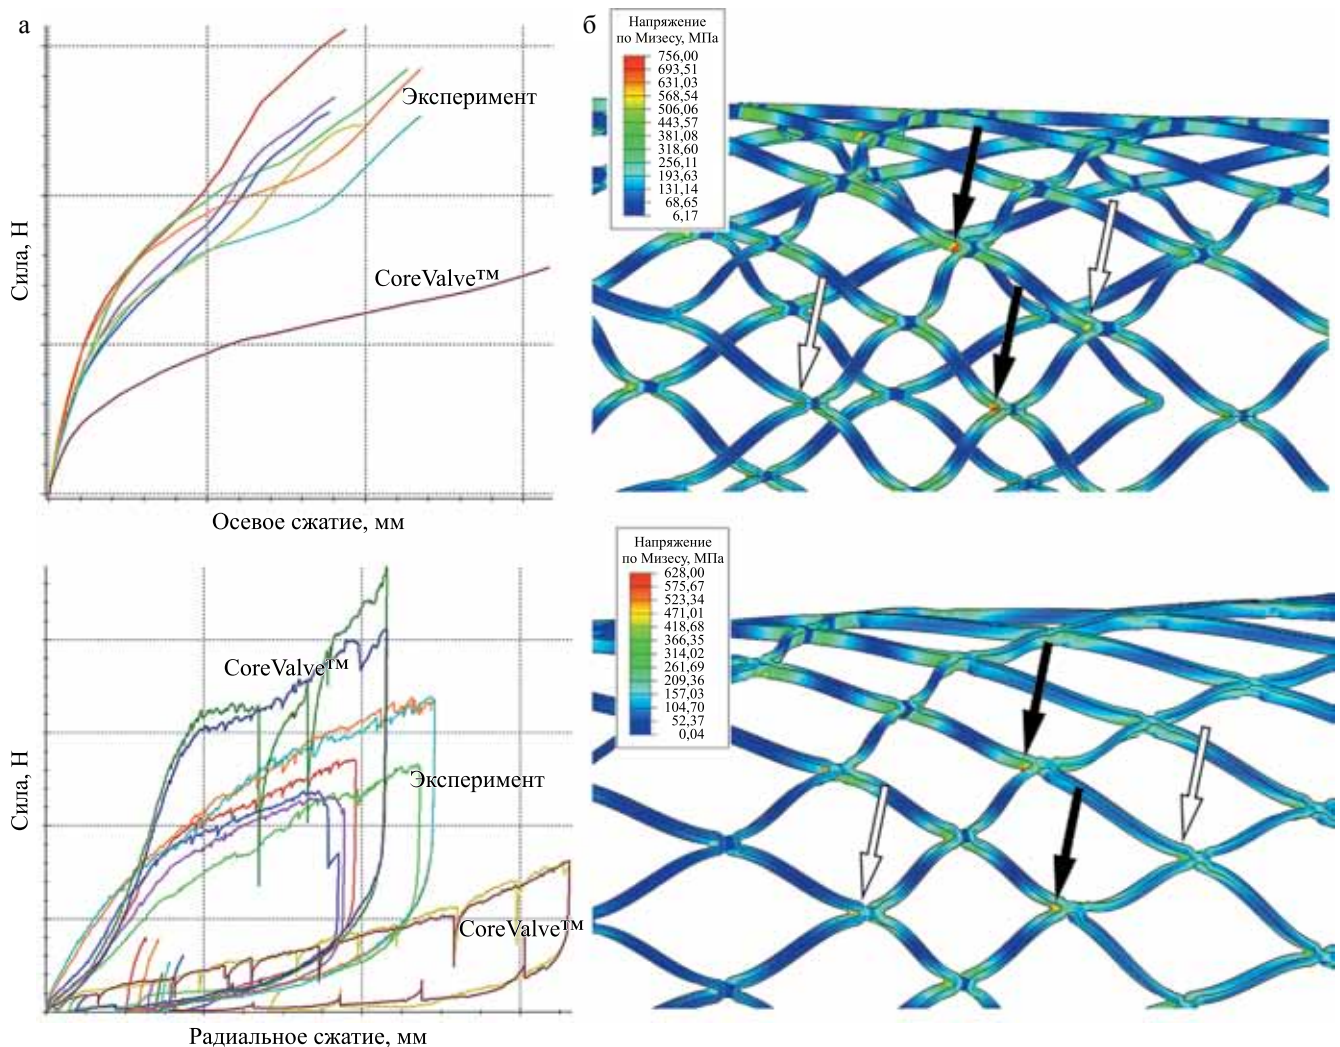 а
Сила, Н
Эксперимент
CoreValve™
Осевое сжатие, мм
б
Напряжение
по Мизесу, МПа
756,00
693,51
631,03
568,54
506,06
443,57
381,08
318,60
256,11
193,63
131,14
68,65
6,17
Сила, Н
CoreValve™
Эксперимент
CoreValve™
Радиальное сжатие, мм
Напряжение
по Мизесу, МПа
628,00
575,67
523,34
471,01
418,68
366,35
314,02
261,69
209,36
157,03
104,70
52,37
0,04